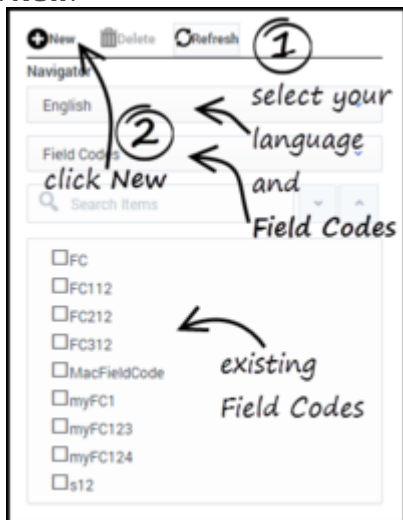 New.
New Delete Refresh 1
Navigator
English
select your
language
2
Field Codes
click New
and
Search Items
Field Codes
FC
FC112
FC212
FC312
MacFieldCode
existing
myFC1
Field Codes
myFC123
myFC124
s12